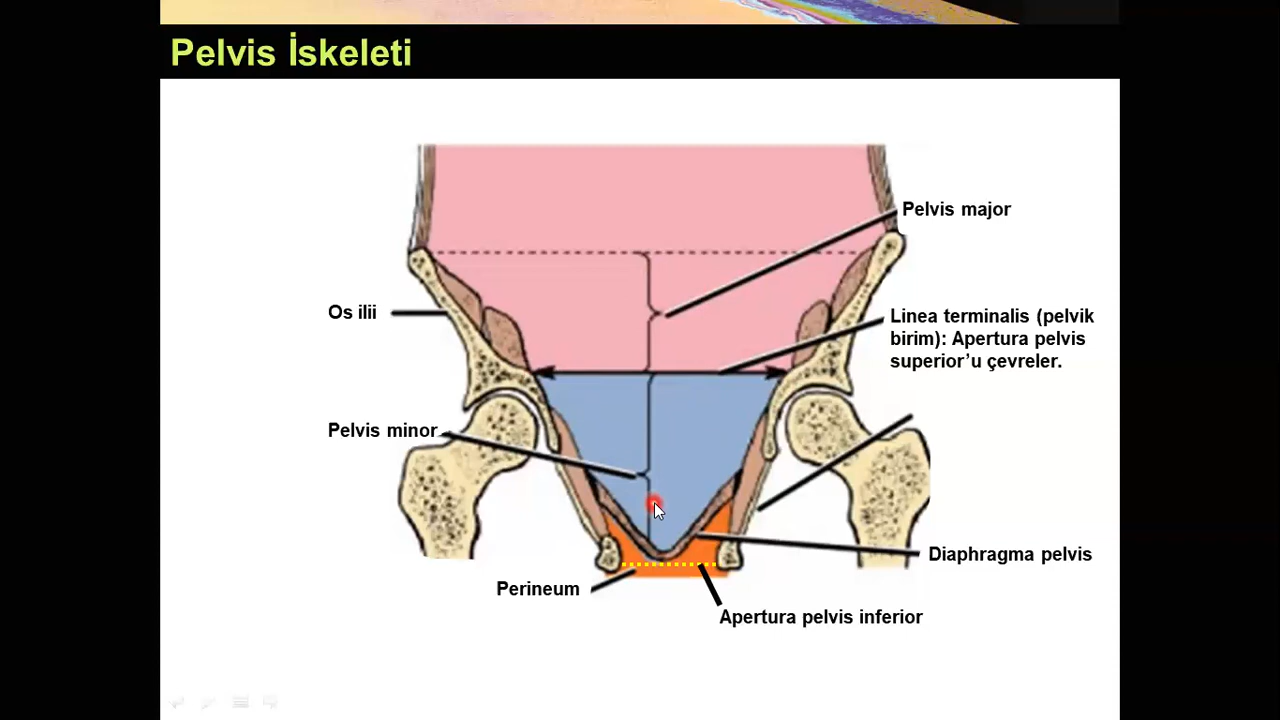 Pelvis İskeleti
Pelvis major
Os ilii
Linea terminalis (pelvik
birim): Apertura pelvis
superior’u çevreler.
Pelvis minor
Diaphragma pelvis
Perineum
Apertura pelvis inferior